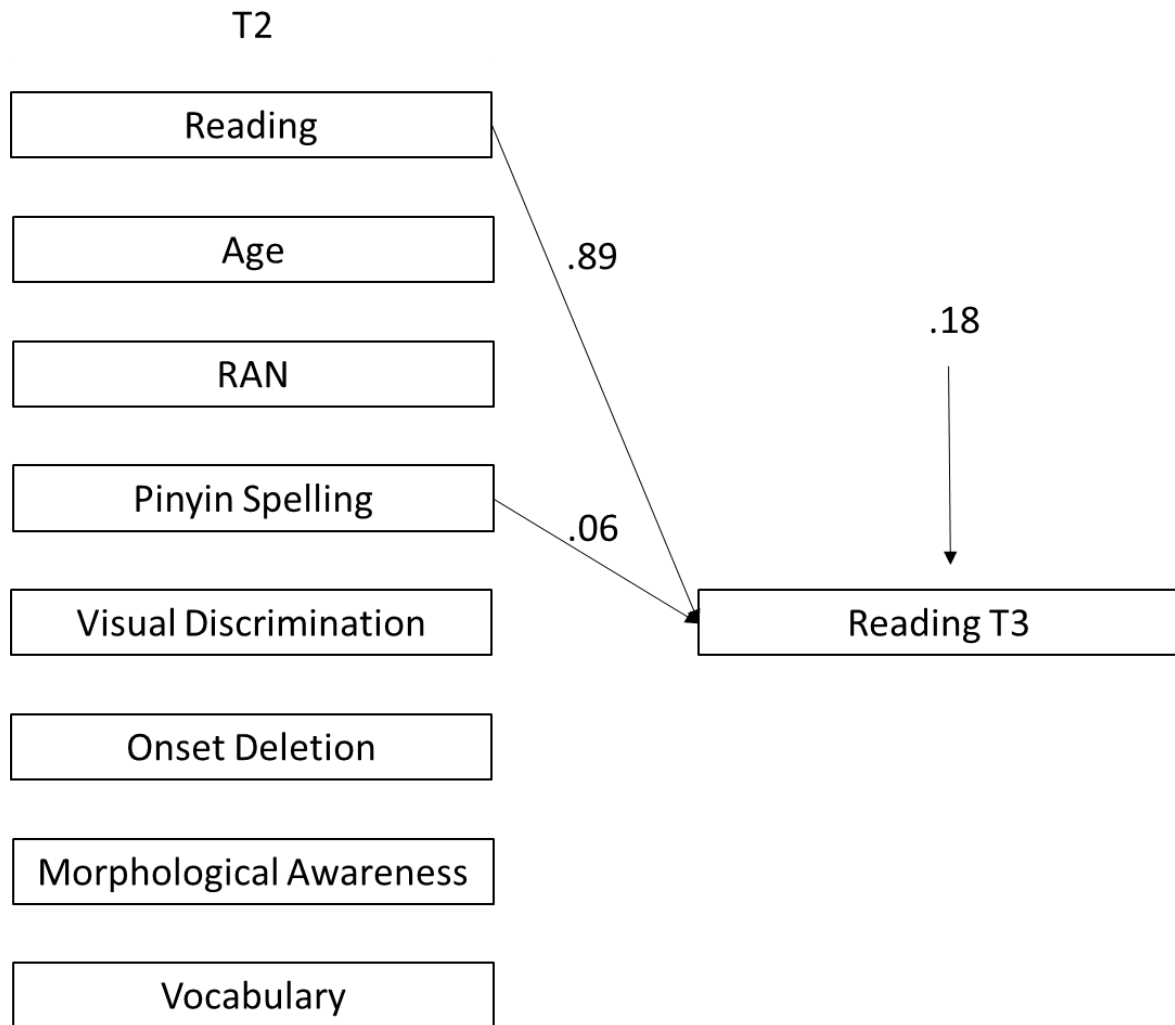 T2
Reading
Age
.89
.18
RAN
Pinyin Spelling
.06
Visual Discrimination
Reading T3
Onset Deletion
Morphological Awareness
Vocabulary